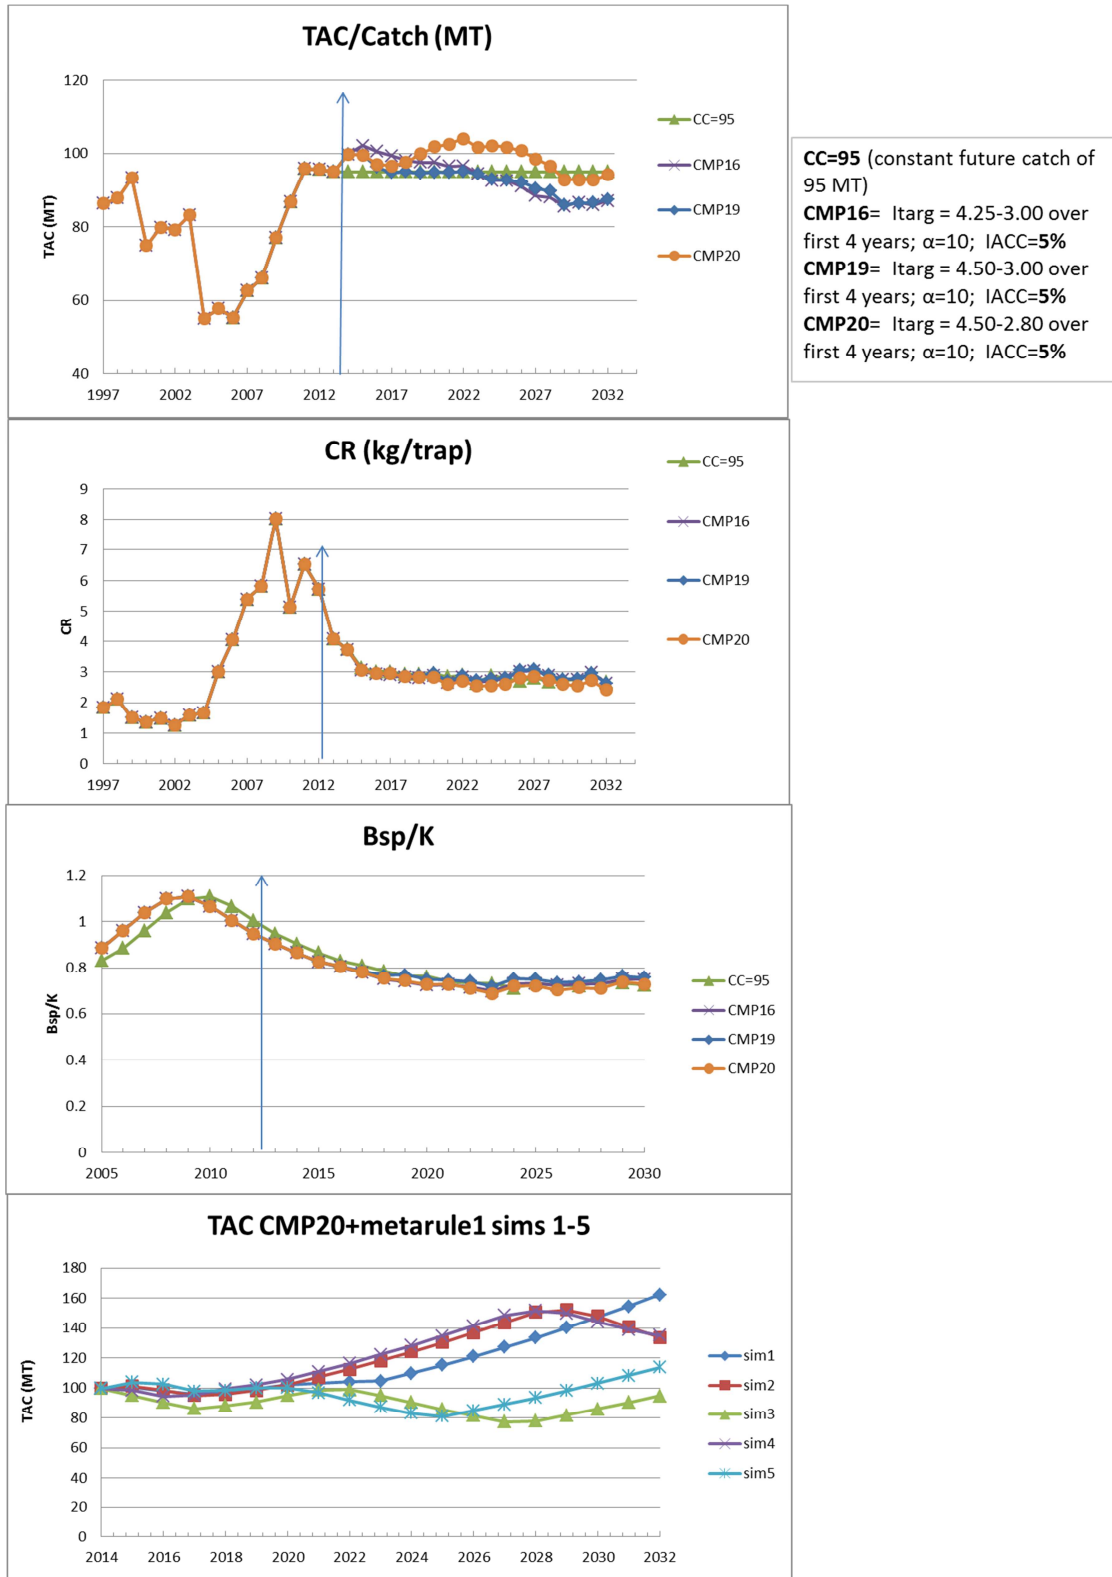 TAC/Catch (MT)
TAC (MT)
120
100
80
60
40
1997 2002 2007 2012 2017 2022 2027 2032
CC=95
CMP16
CMP19
CMP20
CC=95 (constant future catch of
95 MT)
CMP16= Itarg = 4.25-3.00 over
first 4 years; α=10; IACC=5%
CMP19= Itarg = 4.50-3.00 over
first 4 years; α=10; IACC=5%
CMP20= Itarg = 4.50-2.80 over
first 4 years; α=10; IACC=5%
CR (kg/trap)
CR
9
8
7
6
5
4
3
2
1
0
1997 2002 2007 2012 2017 2022 2027 2032
CC=95
CMP16
CMP19
CMP20
Bsp/K
Bsp/K
1.2
1
0.8
0.6
0.4
0.2
0
2005 2010 2015 2020 2025 2030
CC=95
CMP16
CMP19
CMP20
TAC CMP20+metarule1 sims 1-5
TAC (MT)
180
160
140
120
100
80
60
40
20
0
2014 2016 2018 2020 2022 2024 2026 2028 2030 2032
sim1
sim2
sim3
sim4
sim5